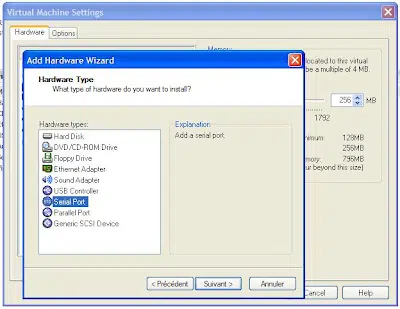 Virtual Machine Settings
Hardware
Options
Memory
located to this virtual
be a multiple of 4 MB.
256
MB
1792
nimum:
128MB
256MB
mory:
796MB
ur beyond this size)
Add Hardware Wizard
Hardware Type
What type of hardware do you want to install?
Hardware types:
Hard Disk
DVD/CD-ROM Drive
Floppy Drive
Ethernet Adapter
Sound Adapter
USB Controller
Serial Port
Parallel Port
Generic SCSI Device
Explanation
Add a serial port.
< Précédent
Suivant >
Annuler
Cancel
Help